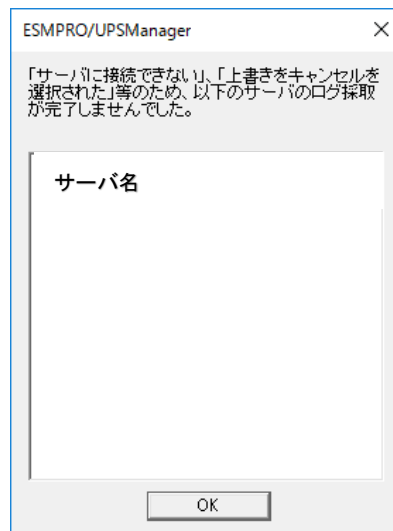 ESMPRO/UPSManager
「サーバに接続できない」、「上書きをキャンセルを
選択された」等のため、以下のサーバのログ採取
が完了しませんでした。
サーバ名
OK